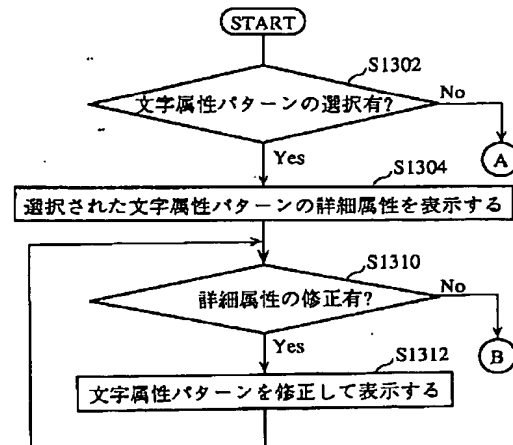 START
S1302
文字属性パターンの選択有?
No
A
Yes
S1304
選択された文字属性パターンの詳細属性を表示する
S1310
詳細属性の修正有?
No
B
Yes
S1312
文字属性パターンを修正して表示する